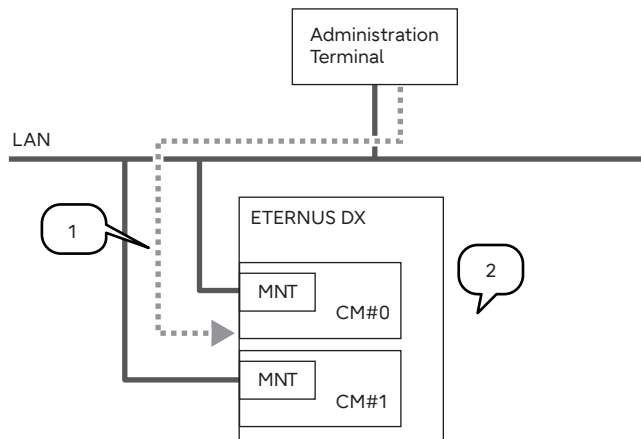 Administration
Terminal
LAN
1
ETERNUS DX
2
MNT
CM#0
MNT
CM#1